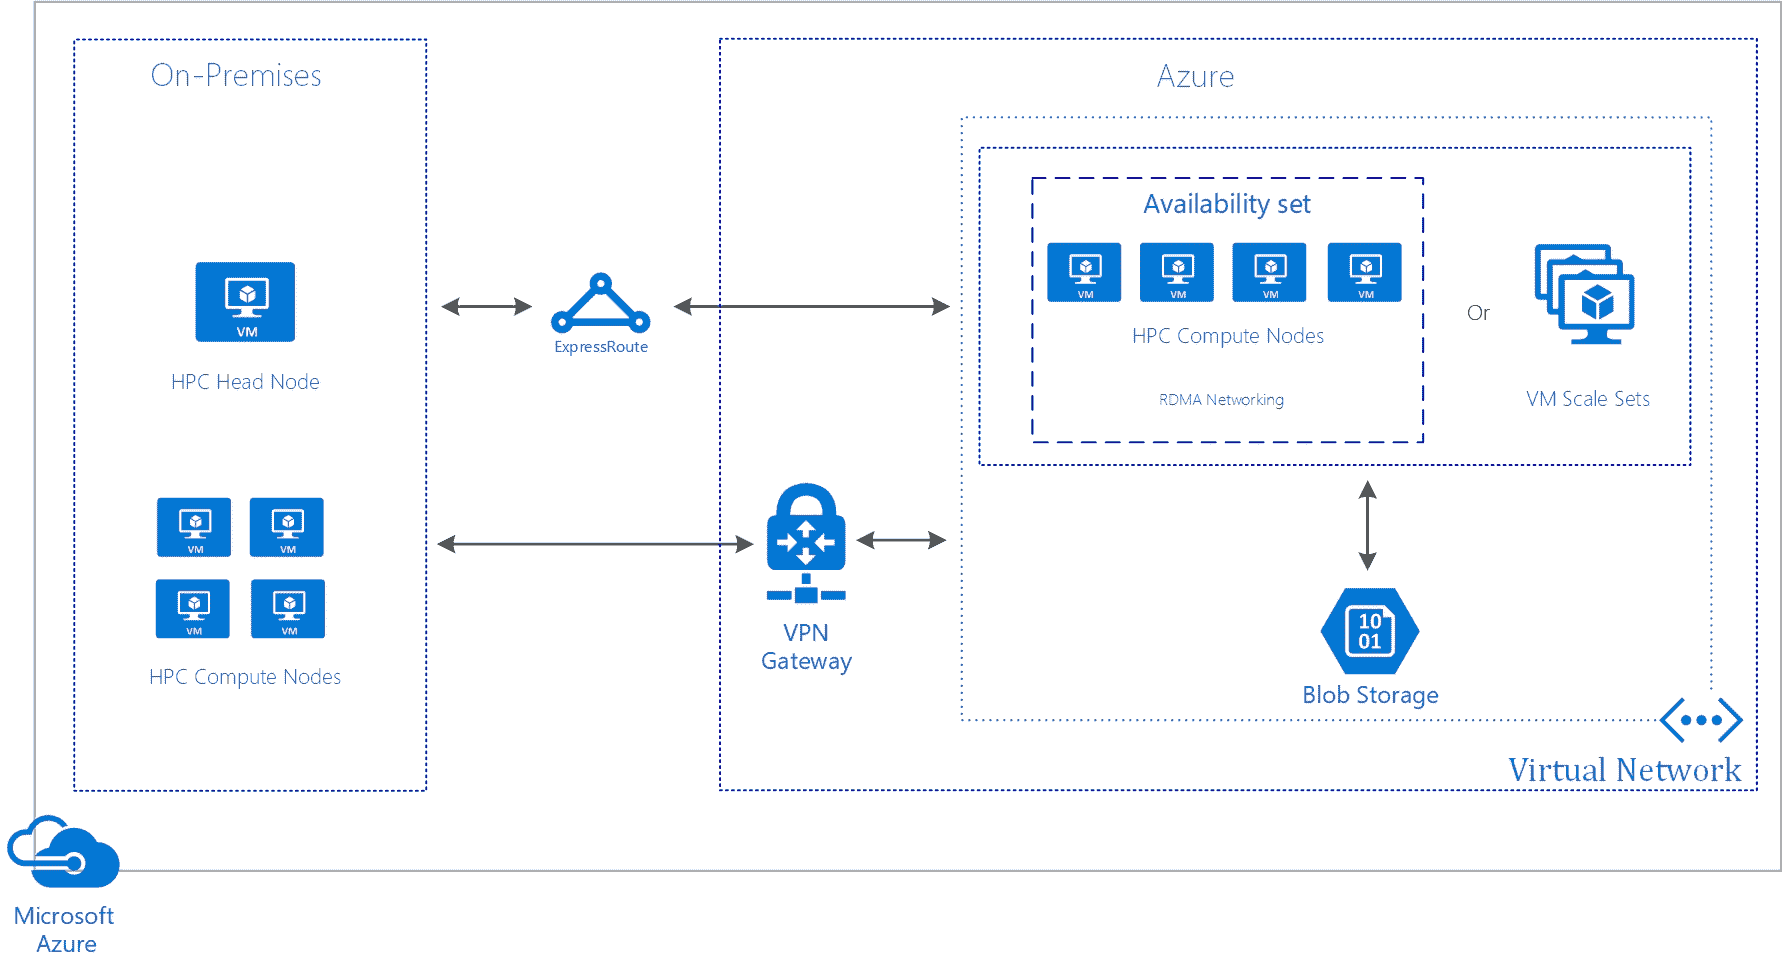 On-Premises
Azure
Availability set
VM
VM
VM
VM
HPC Compute Nodes
RDMA Networking
Or
VM Scale Sets
VM
HPC Head Node
ExpressRoute
VM
VM
VM
VM
HPC Compute Nodes
VPN
Gateway
10
01
Blob Storage
Virtual Network
Microsoft
Azure